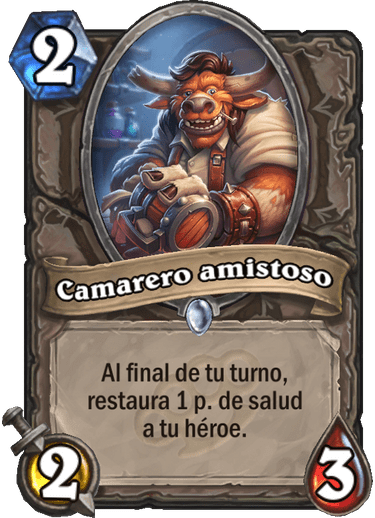 2
Camarero amistoso
Al final de tu turno,
restaura 1 p. de salud
a tu héroe.
2
3